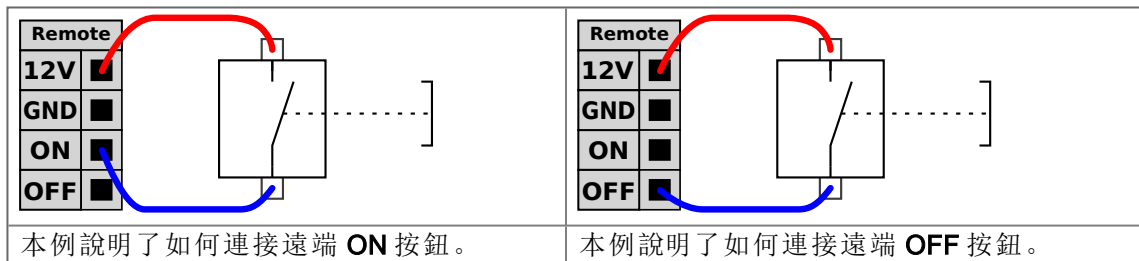 Remote
12V
GND
ON
OFF
本例說明了如何連接遠端 ON 按鈕。
Remote
12V
GND
ON
OFF
本例說明了如何連接遠端 OFF 按鈕。